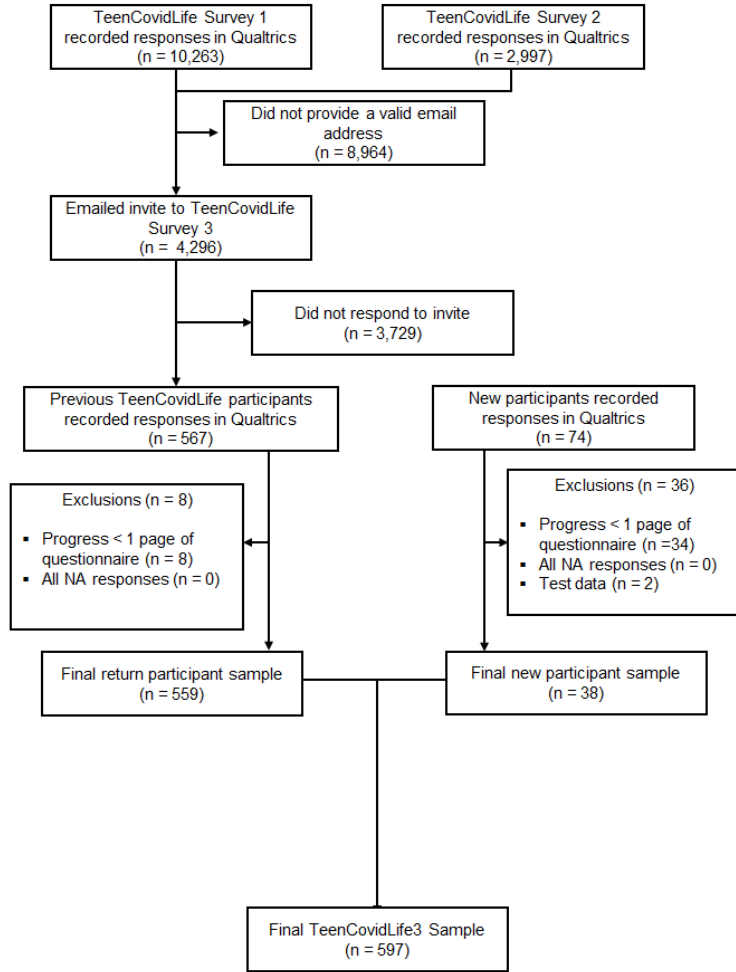 TeenCovidLife Survey 1
recorded responses in Qualtrics
(n = 10,263)
TeenCovidLife Survey 2
recorded responses in Qualtrics
(n = 2,997)
Did not provide a valid email
address
(n = 8,964)
Emailed invite to TeenCovidLife
Survey 3
(n = 4,296)
Did not respond to invite
(n = 3,729)
Previous TeenCovidLife participants
recorded responses in Qualtrics
(n = 567)
New participants recorded
responses in Qualtrics
(n = 74)
Exclusions (n = 8)
▪ Progress < 1 page of
questionnaire (n = 8)
▪ All NA responses (n = 0)
Exclusions (n = 36)
▪ Progress < 1 page of
questionnaire (n =34)
▪ All NA responses (n = 0)
▪ Test data (n = 2)
Final return participant sample
(n = 559)
Final new participant sample
(n = 38)
Final TeenCovidLife3 Sample
(n = 597)